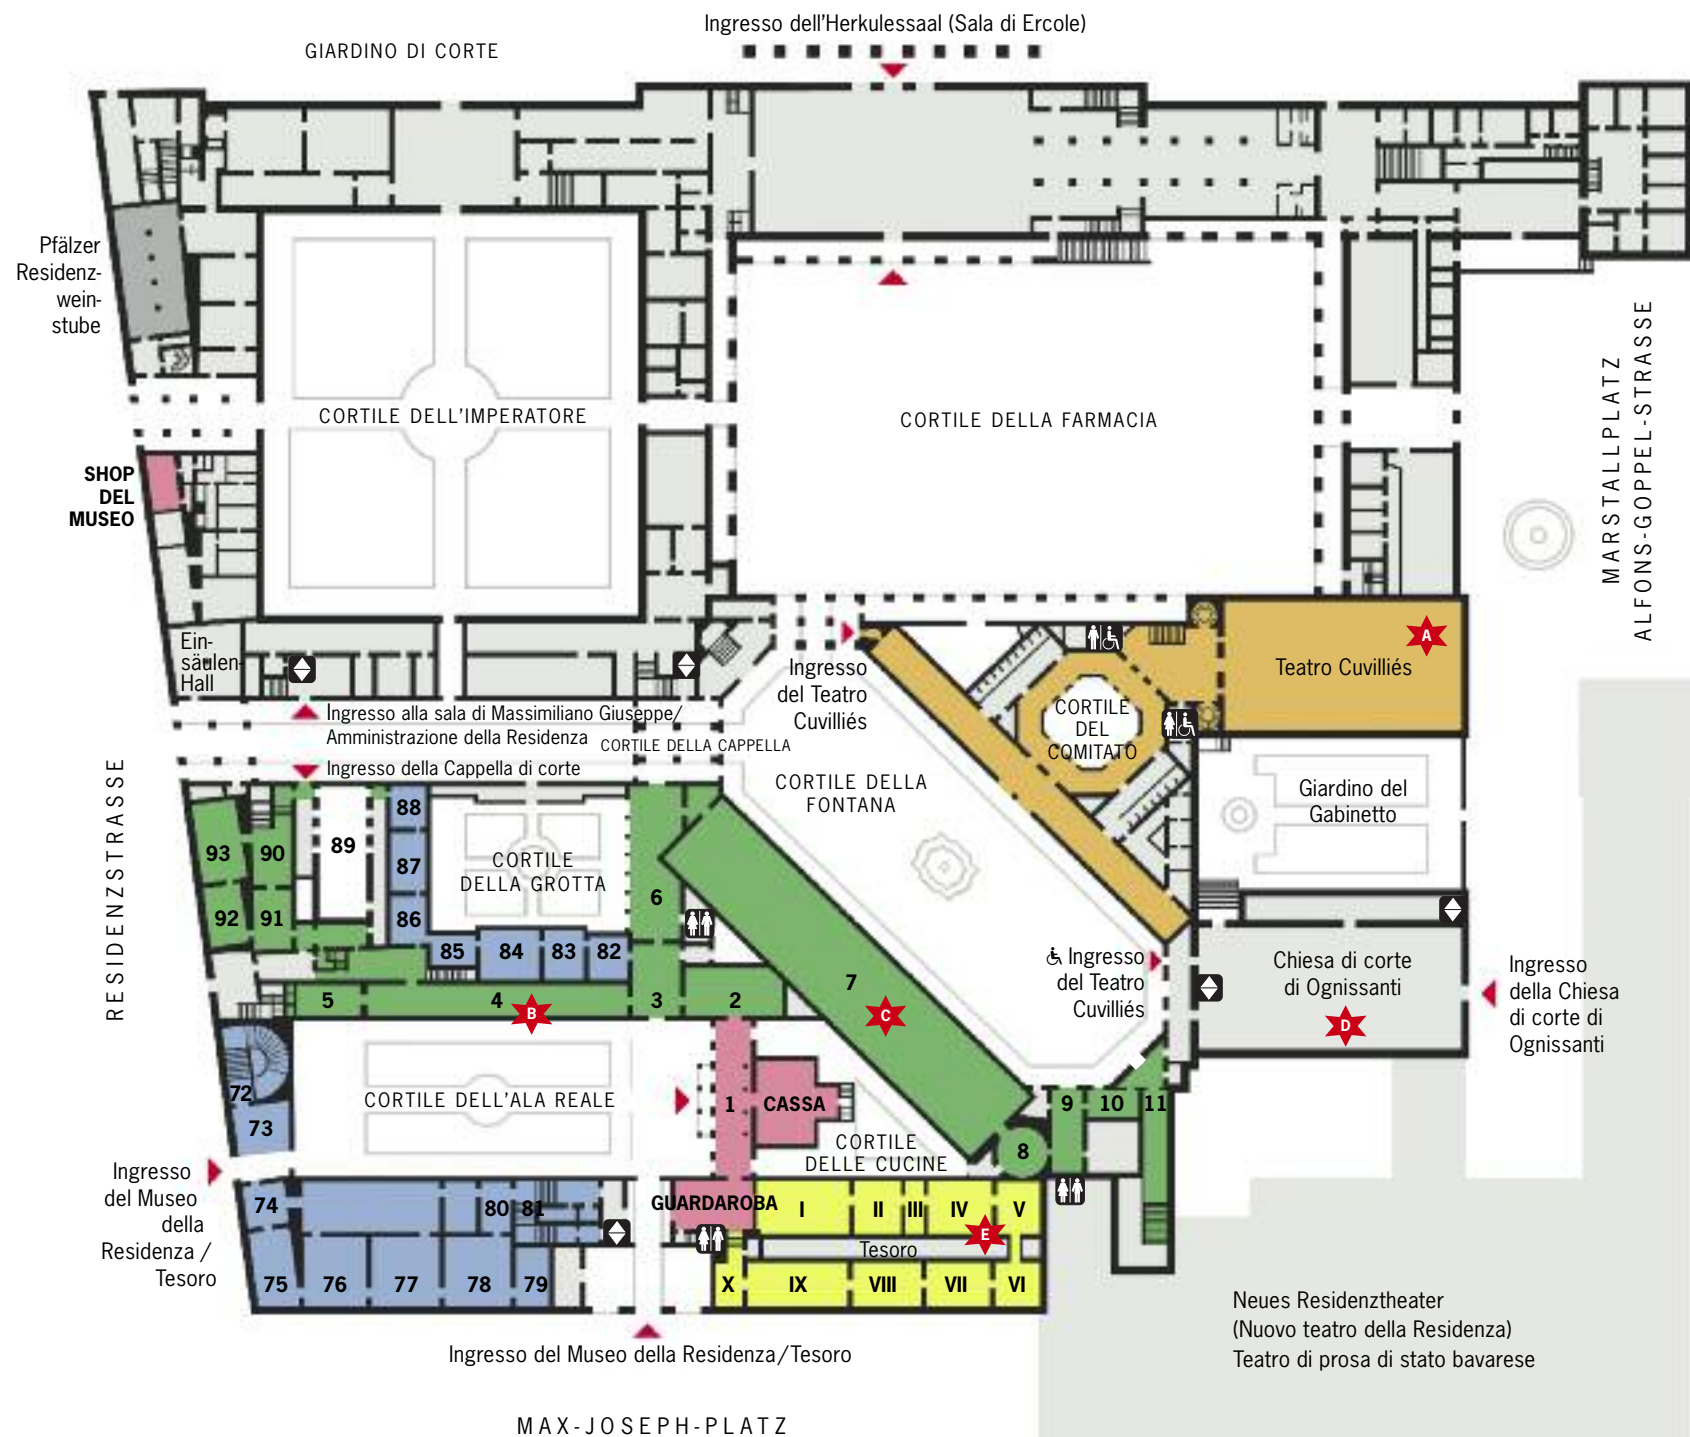 Ingresso dell'Herkulessaal (Sala di Ercole)
GIARDINO DI CORTE
Pfälzer
Residenz-
wein-
stube
CORTILE DELL'IMPERATORE
CORTILE DELLA FARMACIA
MARSTALLPLATZ
ALFONS-GOPPEL-STRASSE
SHOP
DEL
MUSEO
Ein-
säulen-
Hall
Ingresso
del Teatro
Cuvilliés
A
Teatro Cuvilliés
CORTILE
DEL
COMITATO
Ingresso alla sala di Massimiliano Giuseppe/
Amministrazione della Residenza
CORTILE DELLA CAPPELLA
Ingresso della Cappella di corte
CORTILE DELLA
FONTANA
Giardino del
Gabinetto
RESIDENZSTRASSE
88
93
90
89
87
CORTILE
DELLA GROTTA
6
92
91
86
85
84
83
82
5
4
B
3
2
7
C
Ingresso
del Teatro
Cuvilliés
Chiesa di corte
di Ognissanti
D
Ingresso
della Chiesa
di corte di
Ognissanti
72
73
CORTILE DELL'ALA REALE
1
CASSA
9
10
11
8
CORTILE
DELLE CUCINE
Ingresso
del Museo
della
Residenza /
Tesoro
74
80
81
GUARDAROBA
I
II
III
IV
V
E
Tesoro
75
76
77
78
79
X
IX
VIII
VII
VI
Ingresso del Museo della Residenza/Tesoro
Neues Residenztheater
(Nuovo teatro della Residenza)
Teatro di prosa di stato bavarese
MAX-JOSEPH-PLATZ